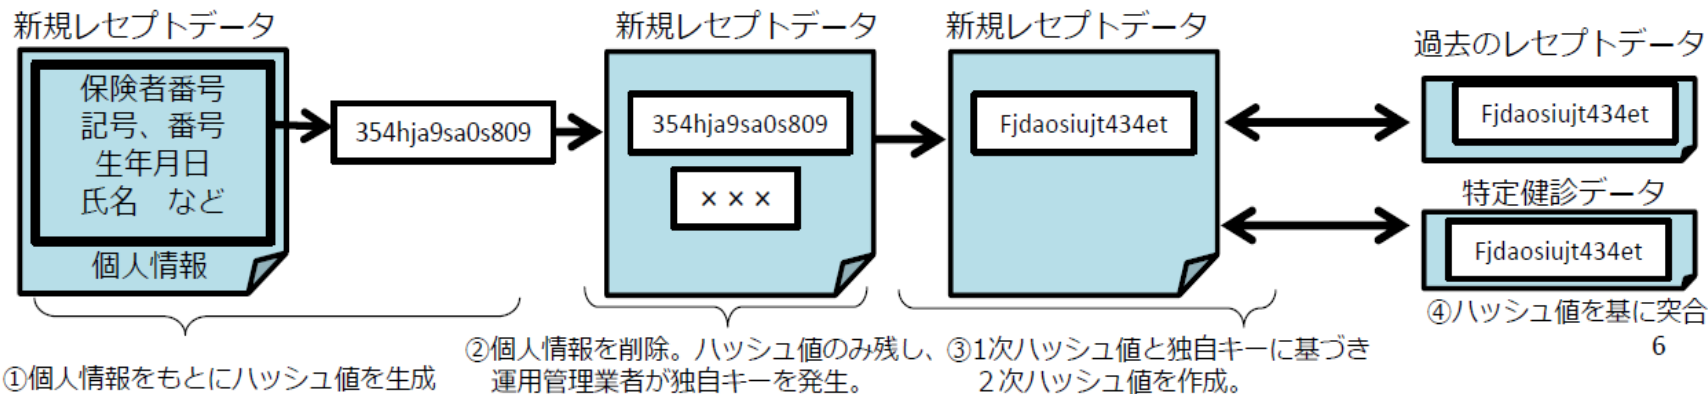 新規レセプトデータ
保険者番号
記号、番号
生年月日
氏名　など
個人情報
354hja9sa0s809
新規レセプトデータ
354hja9sa0s809
×××
新規レセプトデータ
Fjdaosiujt434et
過去のレセプトデータ
Fjdaosiujt434et
特定健診データ
Fjdaosiujt434et
①個人情報をもとにハッシュ値を生成
②個人情報を削除。ハッシュ値のみ残し、
運用管理業者が独自キーを発生。
③1次ハッシュ値と独自キーに基づき
２次ハッシュ値を作成。
④ハッシュ値を基に突合
6